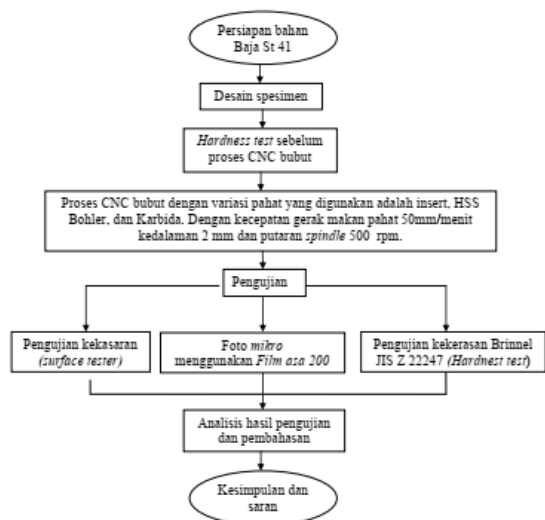 Persiapan bahan
Baja St 41
Desain spesimen
Hardness test sebelum
proses CNC bubut
Proses CNC bubut dengan variasi pahat yang digunakan adalah insert, HSS
Bohler, dan Karbida. Dengan kecepatan gerak makan pahat 50mm/menit
kedalaman 2 mm dan putaran spindle 500 rpm.
Pengujian
Pengujian kekasaran
(surface tester)
Foto mikro
menggunakan Film asa 200
Pengujian kekerasan Brinnel
JIS Z 22247 (Hardnest test)
Analisis hasil pengujian
dan pembahasan
Kesimpulan dan
saran